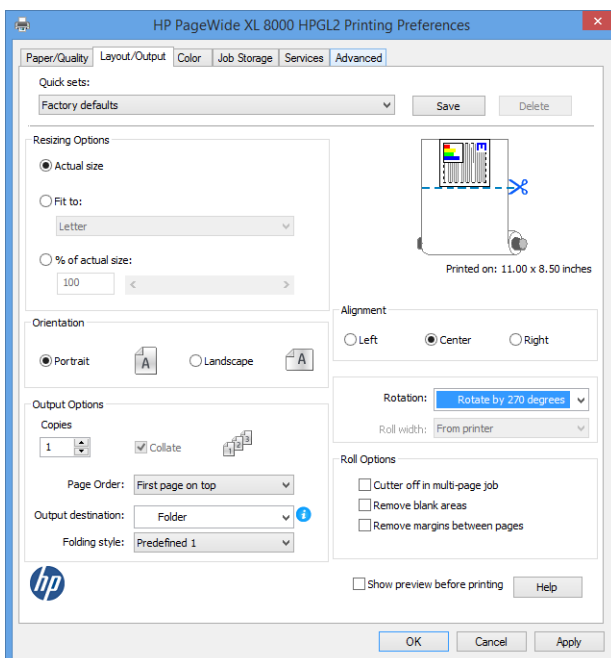 HP PageWide XL 8000 HPGL2 Printing Preferences
Paper/Quality Layout/Output Color Job Storage Services Advanced
Quick sets:
Factory defaults Save Delete
Resizing Options
Actual size
Fit to:
Letter
% of actual size:
100
Printed on: 11.00 x 8.50 inches
Orientation
Portrait A Landscape A
Alignment
Left Center Right
Rotation: Rotate by 270 degrees
Roll width: From printer
Output Options
Copies
1 Collate 1 2 3
Page Order: First page on top
Output destination: Folder i
Folding style: Predefined 1
Roll Options
Cutter off in multi-page job
Remove blank areas
Remove margins between pages
hp
Show preview before printing Help
OK Cancel Apply